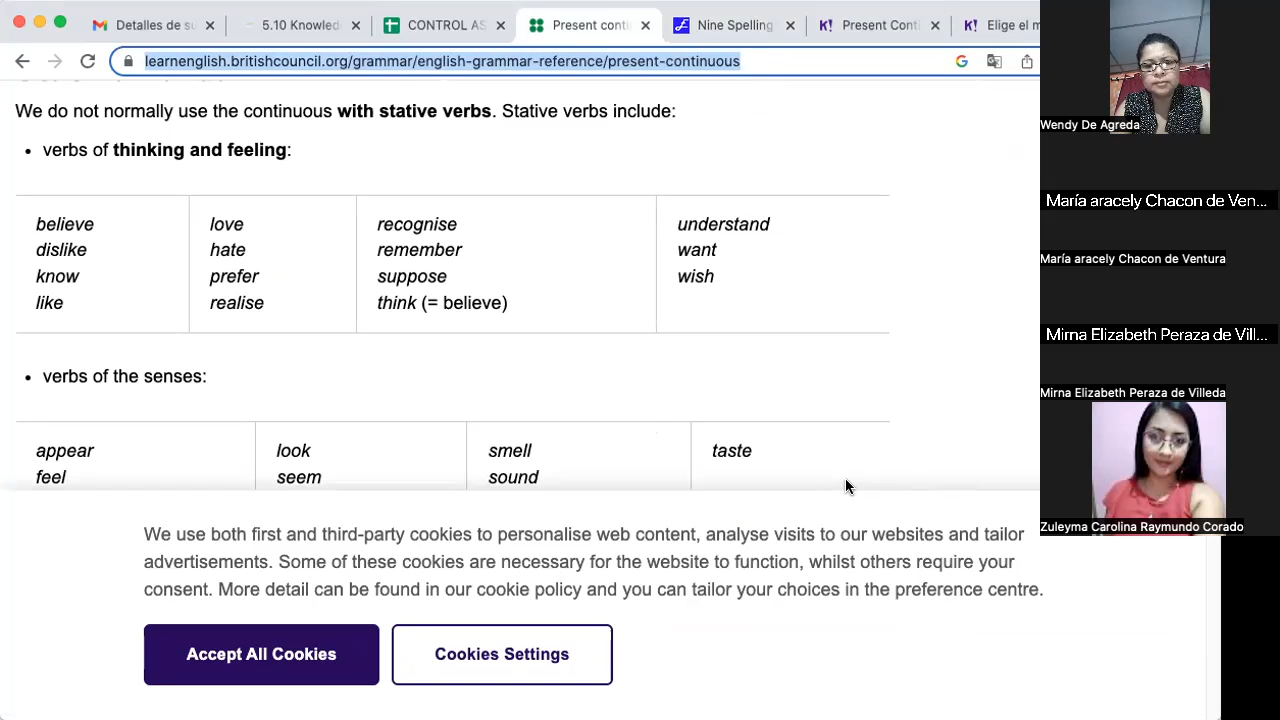 Detalles de su
5.10 Knowled
CONTROL AS
Present conti
Nine Spelling
Present Conti
Elige el m
learnenglish.britishcouncil.org/grammar/english-grammar-reference/present-continuous
We do not normally use the continuous with stative verbs. Stative verbs include:
• verbs of thinking and feeling:
believe love recognise understand
dislike hate remember want
know prefer suppose wish
like realise think (= believe)
• verbs of the senses:
appear look smell taste
feel seem sound
We use both first and third-party cookies to personalise web content, analyse visits to our websites and tailor
advertisements. Some of these cookies are necessary for the website to function, whilst others require your
consent. More detail can be found in our cookie policy and you can tailor your choices in the preference centre.
Accept All Cookies
Cookies Settings
Wendy De Agreda
María aracely Chacon de Ven...
María aracely Chacon de Ventura
Mirna Elizabeth Peraza de Vill...
Mirna Elizabeth Peraza de Villeda
Zuleyma Carolina Raymundo Corado